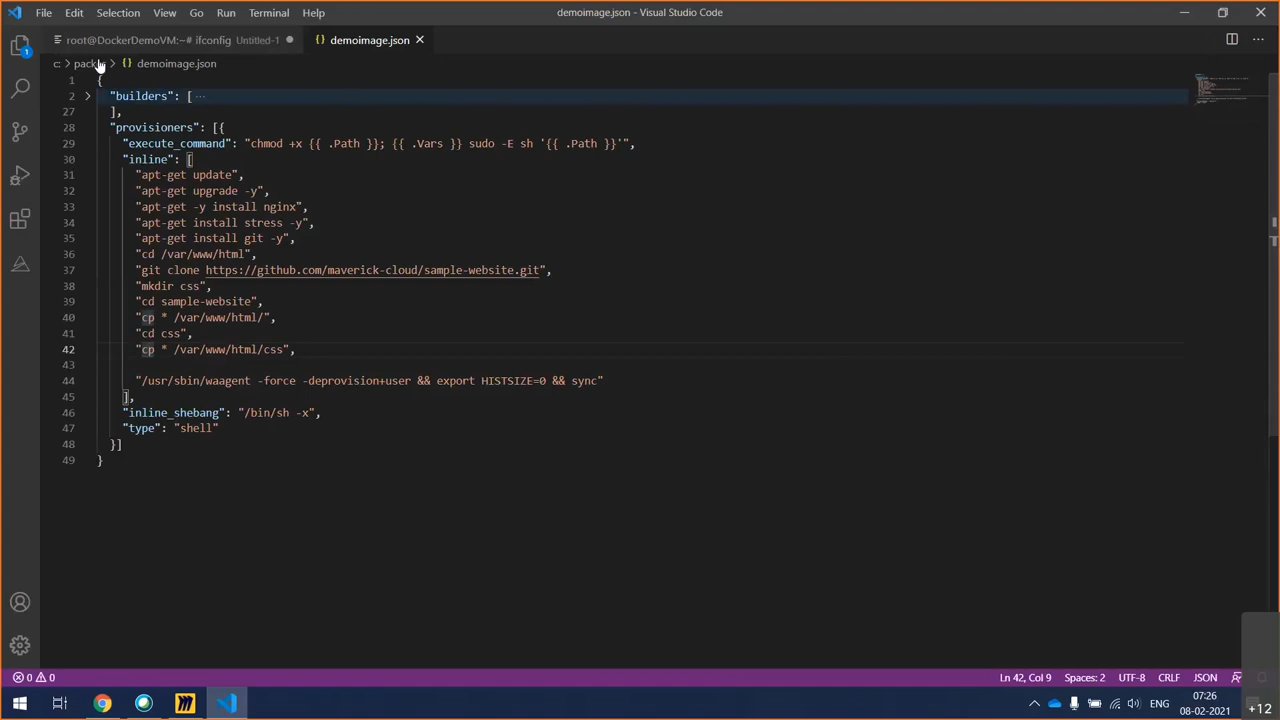 File Edit Selection View Go Run Terminal Help demoimage.json - Visual Studio Code
root@DockerDemoVM:~# ifconfig Untitled-1 demoimage.json
c: > packer > {} demoimage.json
1 {
2 "builders": [ ···
27 ],
28 "provisioners": [{
29 "execute_command": "chmod +x {{ .Path }}; {{ .Vars }} sudo -E sh '{{ .Path }}'",
30 "inline": [
31 "apt-get update",
32 "apt-get upgrade -y",
33 "apt-get -y install nginx",
34 "apt-get install stress -y",
35 "apt-get install git -y",
36 "cd /var/www/html",
37 "git clone https://github.com/maverick-cloud/sample-website.git",
38 "mkdir css",
39 "cd sample-website",
40 "cp * /var/www/html/",
41 "cd css",
42 "cp * /var/www/html/css",
43
44 "/usr/sbin/waagent -force -deprovision+user && export HISTSIZE=0 && sync"
45 ],
46 "inline_shebang": "/bin/sh -x",
47 "type": "shell"
48 }]
49 }
1
0 0 Ln 42, Col 9 Spaces: 2 UTF-8 CRLF JSON
07:26
ENG
08-02-2021
+12